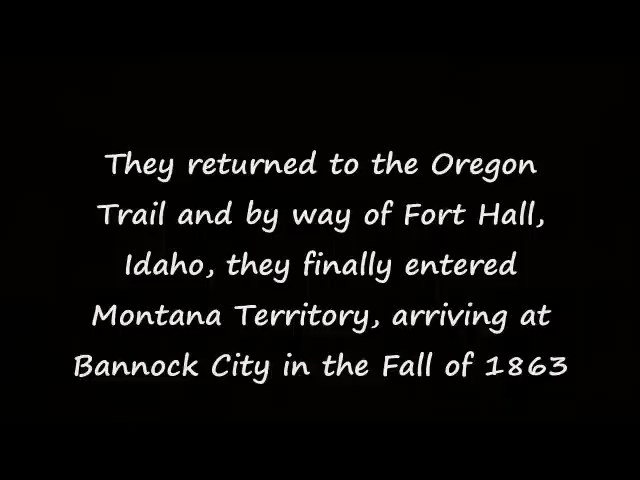 They returned to the Oregon
Trail and by way of Fort Hall,
Idaho, they finally entered
Montana Territory, arriving at
Bannock City in the Fall of 1863